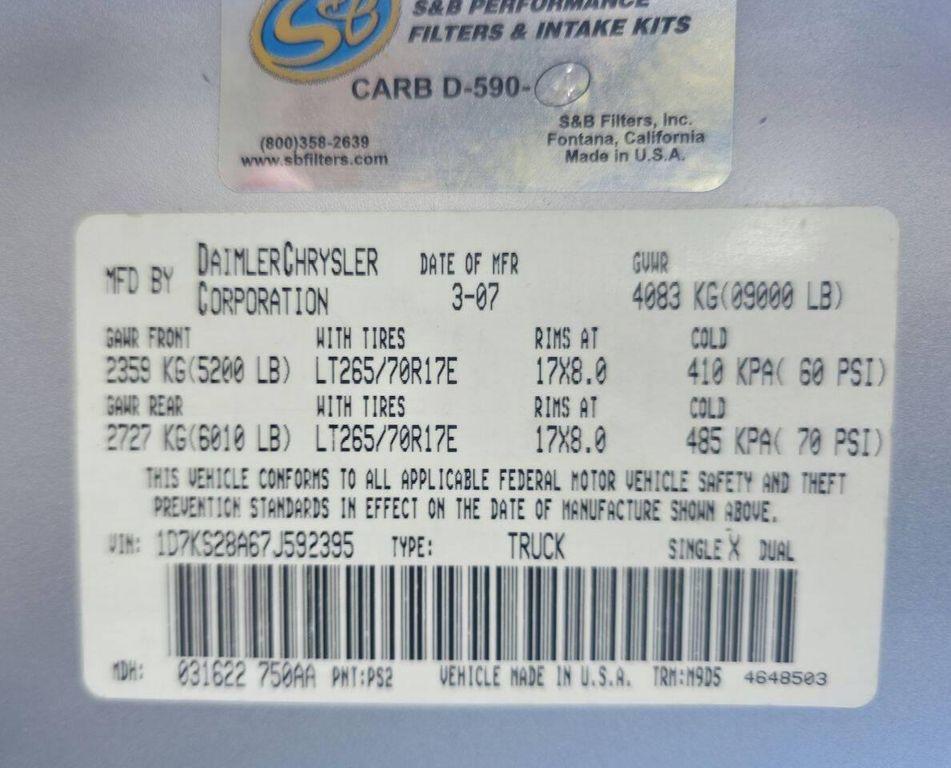 S&B
S&B PERFORMANCE
FILTERS & INTAKE KITS
CARB D-590-
(800)358-2639
www.sbfilters.com
S&B Filters, Inc.
Fontana, California
Made in U.S.A.
MFD BY DAIMLERCHRYSLER CORPORATION DATE OF MFR 3-07 GVWR 4083 KG(09000 LB)
GAWR FRONT WITH TIRES RIMS AT COLD
2359 KG(5200 LB) LT265/70R17E 17X8.0 410 KPA( 60 PSI)
GAWR REAR WITH TIRES RIMS AT COLD
2727 KG(6010 LB) LT265/70R17E 17X8.0 485 KPA( 70 PSI)
THIS VEHICLE CONFORMS TO ALL APPLICABLE FEDERAL MOTOR VEHICLE SAFETY AND THEFT
PREVENTION STANDARDS IN EFFECT ON THE DATE OF MANUFACTURE SHOWN ABOVE.
VIN: 1D7KS28A67J592395 TYPE: TRUCK SINGLE X DUAL
MDH: 031622 750AA PNT:PS2 VEHICLE MADE IN U.S.A. TRM:M9D5 4648503